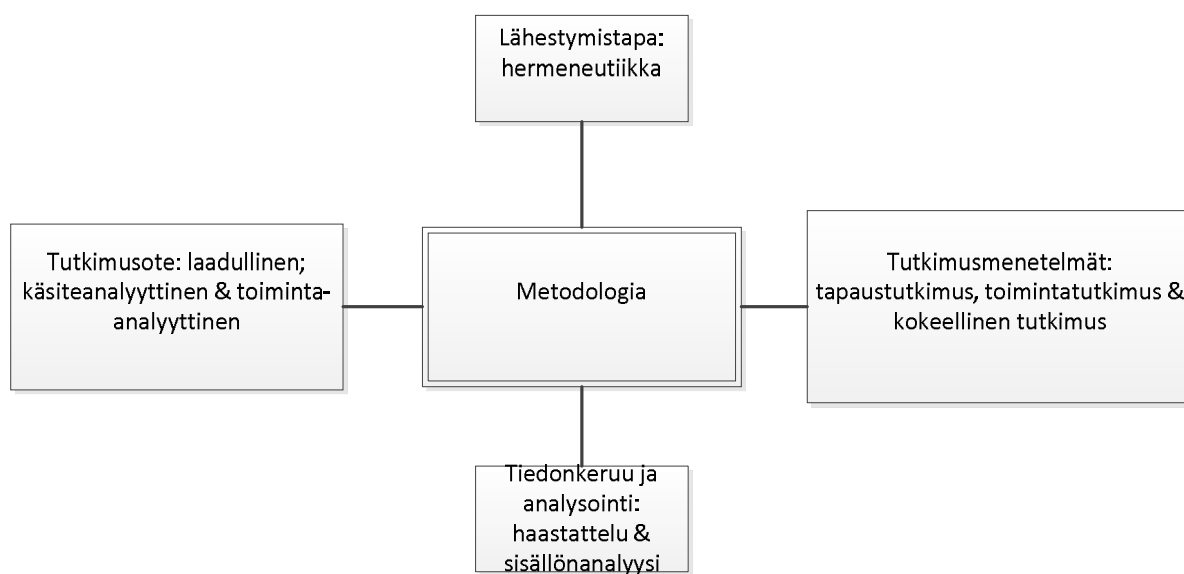 Lähestymistapa:
hermeneutiikka
Tutkimusote: laadullinen;
käsiteanalyyttinen & toiminta-
analyyttinen
Metodologia
Tutkimusmenetelmät:
tapaustutkimus, toimintatutkimus &
kokeellinen tutkimus
Tiedonkeruu ja
analysointi:
haastattelu &
sisällönanalyysi